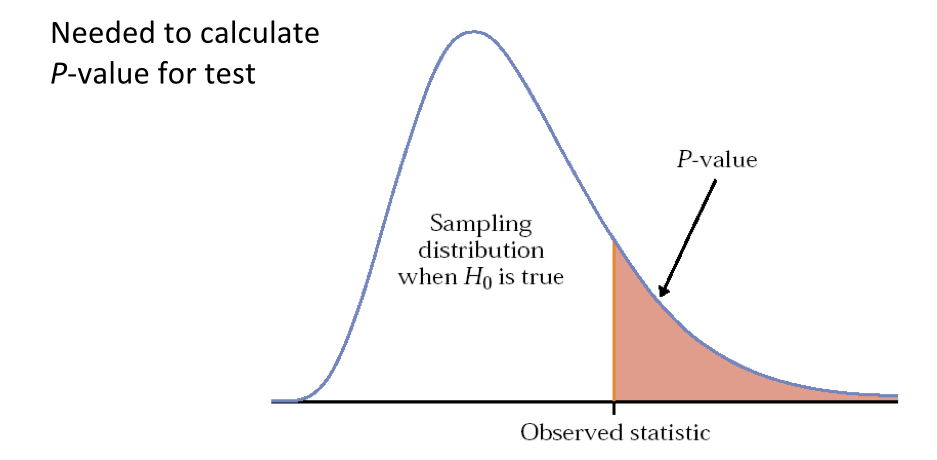 Needed to calculate
P-value for test
P-value
Sampling
distribution
when H₀ is true
Observed statistic